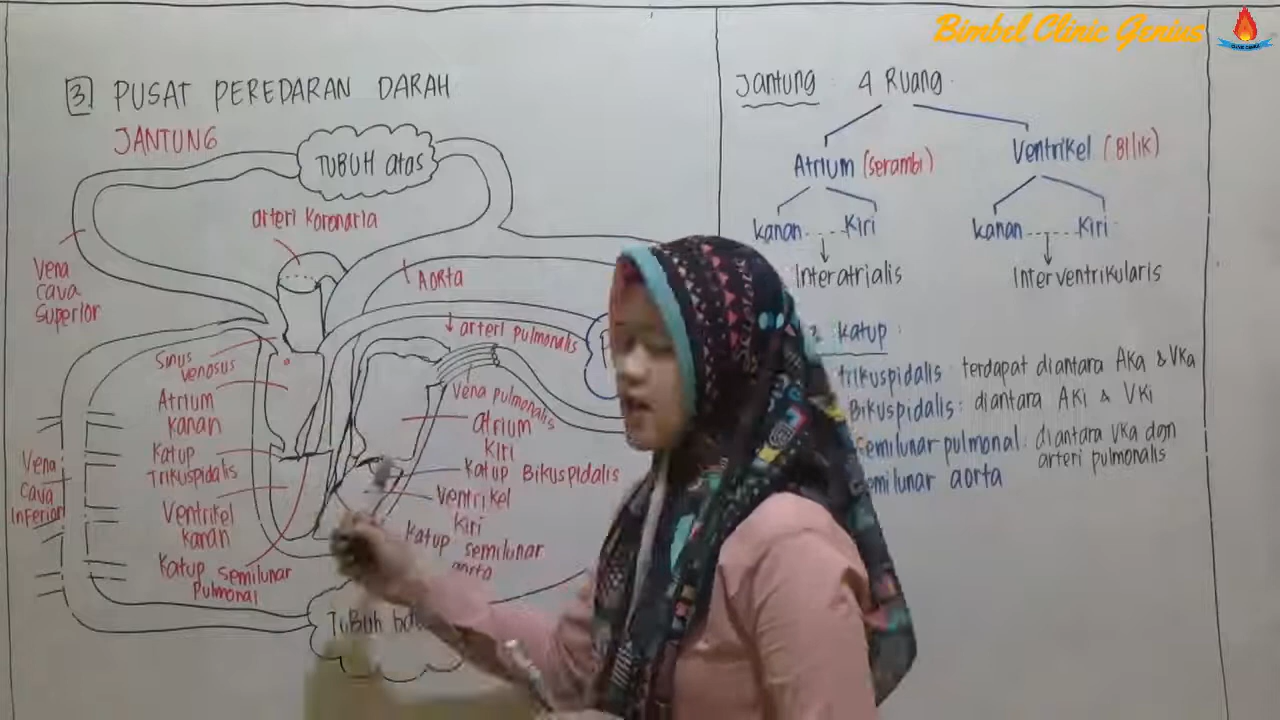 Bimbel Clinic Genius
3 PUSAT PEREDARAN DARAH
JANTUNG
TUBUH atas
arteri koronaria
AORTA
Vena
Cava
Superior
arteri pulmonalis
Sinus
venosus
Vena pulmonalis
Atrium
kanan
atrium
kiri
Katup
Trikuspidalis
Katup Bikuspidalis
Vena
Cava
Inferior
Ventrikel
kanan
Ventrikel
kiri
Katup Semilunar
Pulmonal
Katup Semilunar
aorta
Tubuh
Jantung : 4 Ruang
Atrium (serambi)
Ventrikel (BILIK)
kanan Kiri
kanan Kiri
Interatrialis
Interventrikularis
Katup :
trikuspidalis : terdapat diantara AKa & VKa
Bikuspidalis : diantara AKi & VKi
Semilunar pulmonal : diantara VKa dan
arteri pulmonalis
aorta